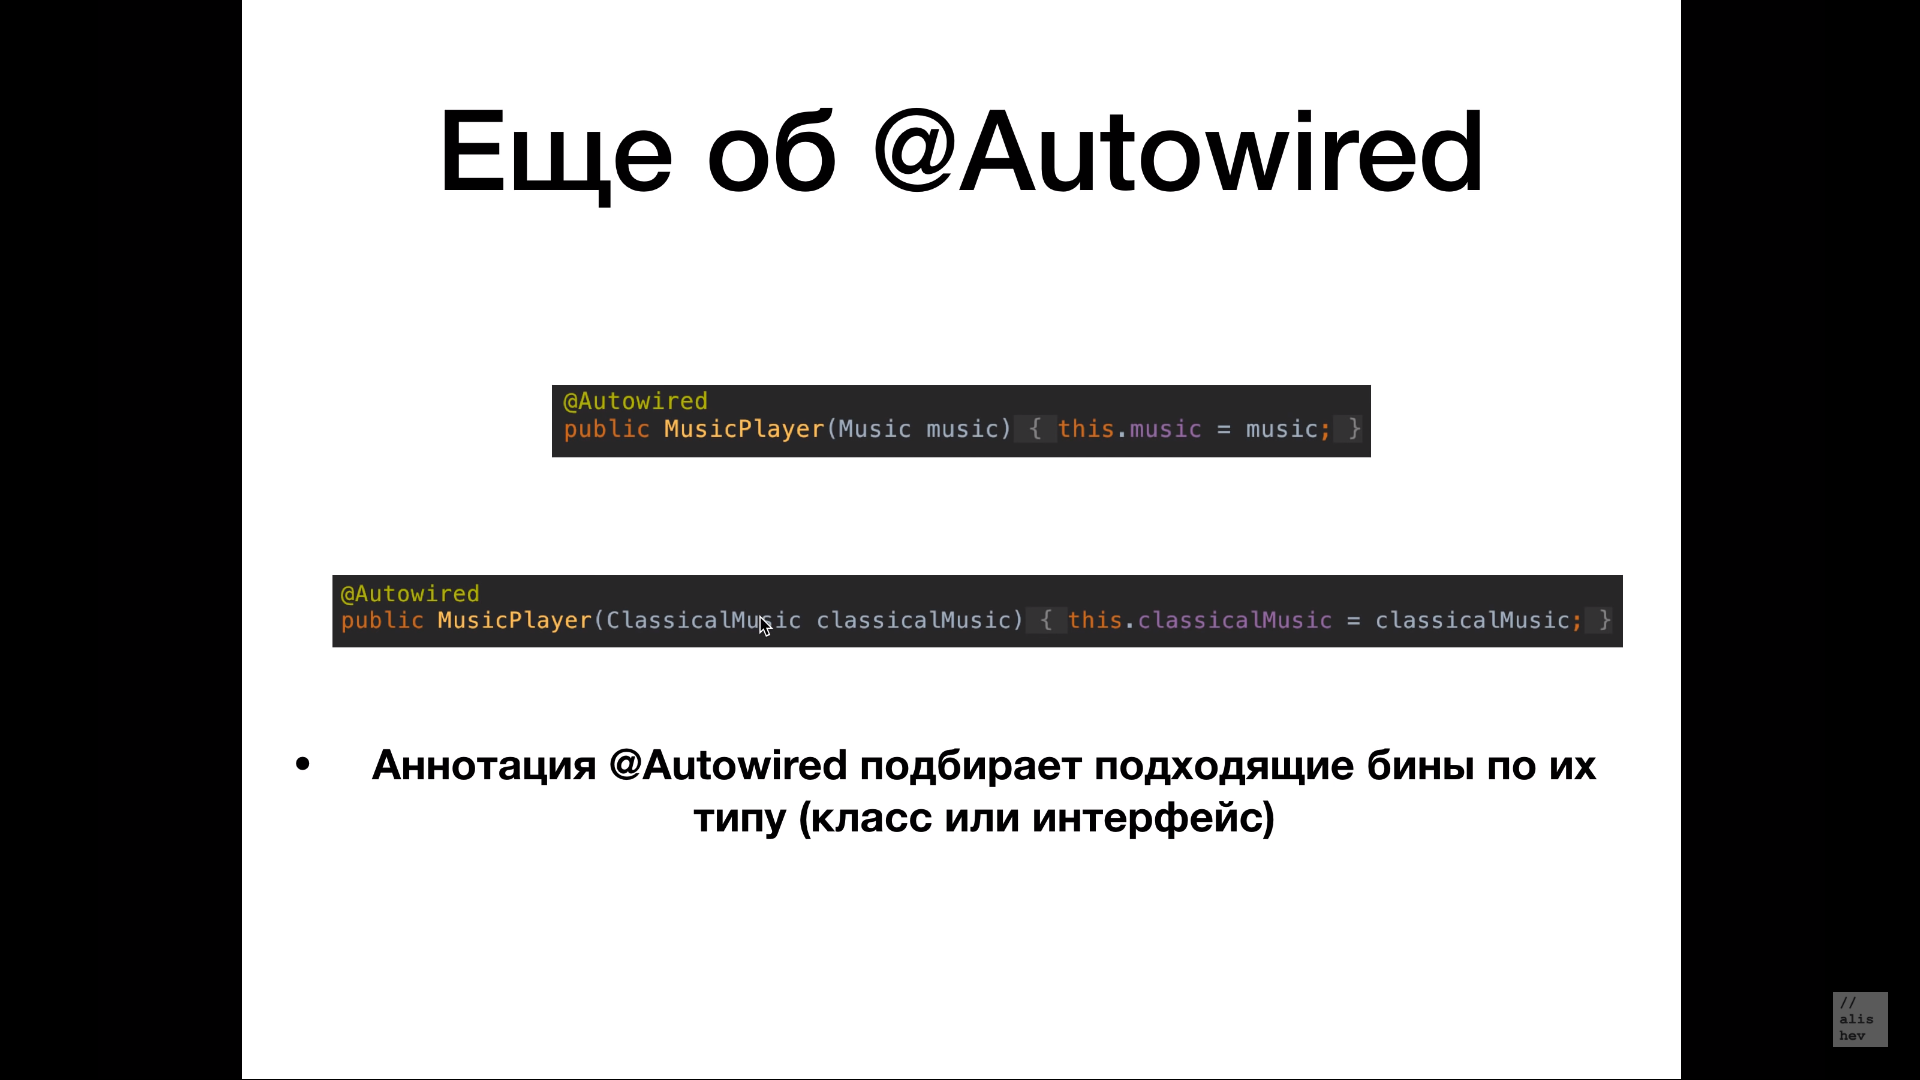 Еще об @Autowired
@Autowired
public MusicPlayer(Music music) { this.music = music; }
@Autowired
public MusicPlayer(ClassicalMusic classicalMusic) { this.classicalMusic = classicalMusic; }
• Аннотация @Autowired подбирает подходящие бины по их
типу (класс или интерфейс)
//
alis
hev